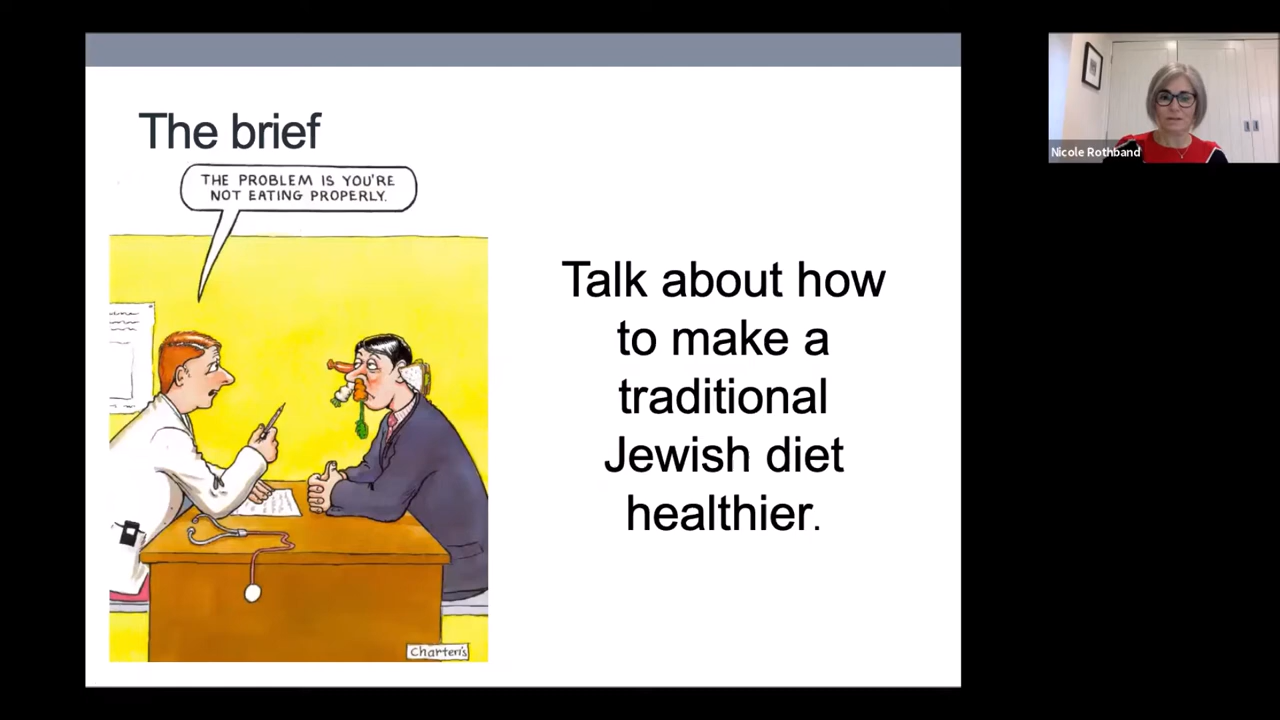 The brief
THE PROBLEM IS YOU'RE
NOT EATING PROPERLY.
Talk about how
to make a
traditional
Jewish diet
healthier.
Charteris
Nicole Rothband